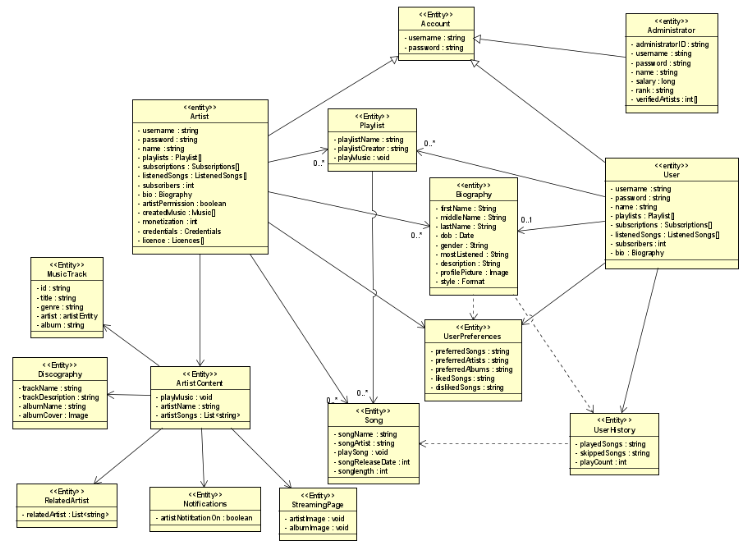 <<Entity>>
Account
- username : string
- password : string
<<Entity>>
Administrator
- administratorID : string
- username : string
- password : string
- name : string
- salary : long
- rank : string
- verifiedArtists : int[]
<<entity>>
Artist
- username : string
- password : string
- name : string
- playlists : Playlist[]
- subscriptions : Subscriptions[]
- listenedSongs : ListenedSongs[]
- subscribers : int
- bio : Biography
- artistPermission : boolean
- createdMusic : Music[]
- monetization : int
- credentials : Credentials
- licence : Licences[]
<<Entity>>
Playlist
- playlistName : string
- playlistCreator : string
- playMusic : void
0..*
0..*
<<Entity>>
Biography
- firstName : String
- middleName : String
- lastName : String
- dob : Date
- gender : String
- mostListened : String
- description : String
- profilePicture : Image
- style : Format
0..*
0..1
<<Entity>>
User
- username : string
- password : string
- name : string
- playlists : Playlist[]
- subscriptions : Subscriptions[]
- listenedSongs : ListenedSongs[]
- subscribers : int
- bio : Biography
<<Entity>>
MusicTrack
- id : string
- title : string
- genre : string
- artist : artistEntity
- album : string
<<Entity>>
UserPreferences
- preferredSongs : string
- preferredArtists : string
- preferredAlbums : string
- likedSongs : string
- dislikedSongs : string
<<Entity>>
Discography
- trackName : string
- trackDescription : string
- albumName : string
- albumCover : Image
<<Entity>>
ArtistContent
- playMusic : void
- artistName : string
- artistSongs : List<string>
0..*
0..*
<<Entity>>
Song
- songName : string
- songArtist : string
- playSong : void
- songReleaseDate : int
- songlength : int
<<Entity>>
UserHistory
- playedSongs : string
- skippedSongs : string
- playCount : int
<<Entity>>
RelatedArtist
- relatedArtist : List<string>
<<Entity>>
Notifications
- artistNotifiationOn : boolean
<<Entity>>
StreamingPage
- artistImage : void
- albumImage : void